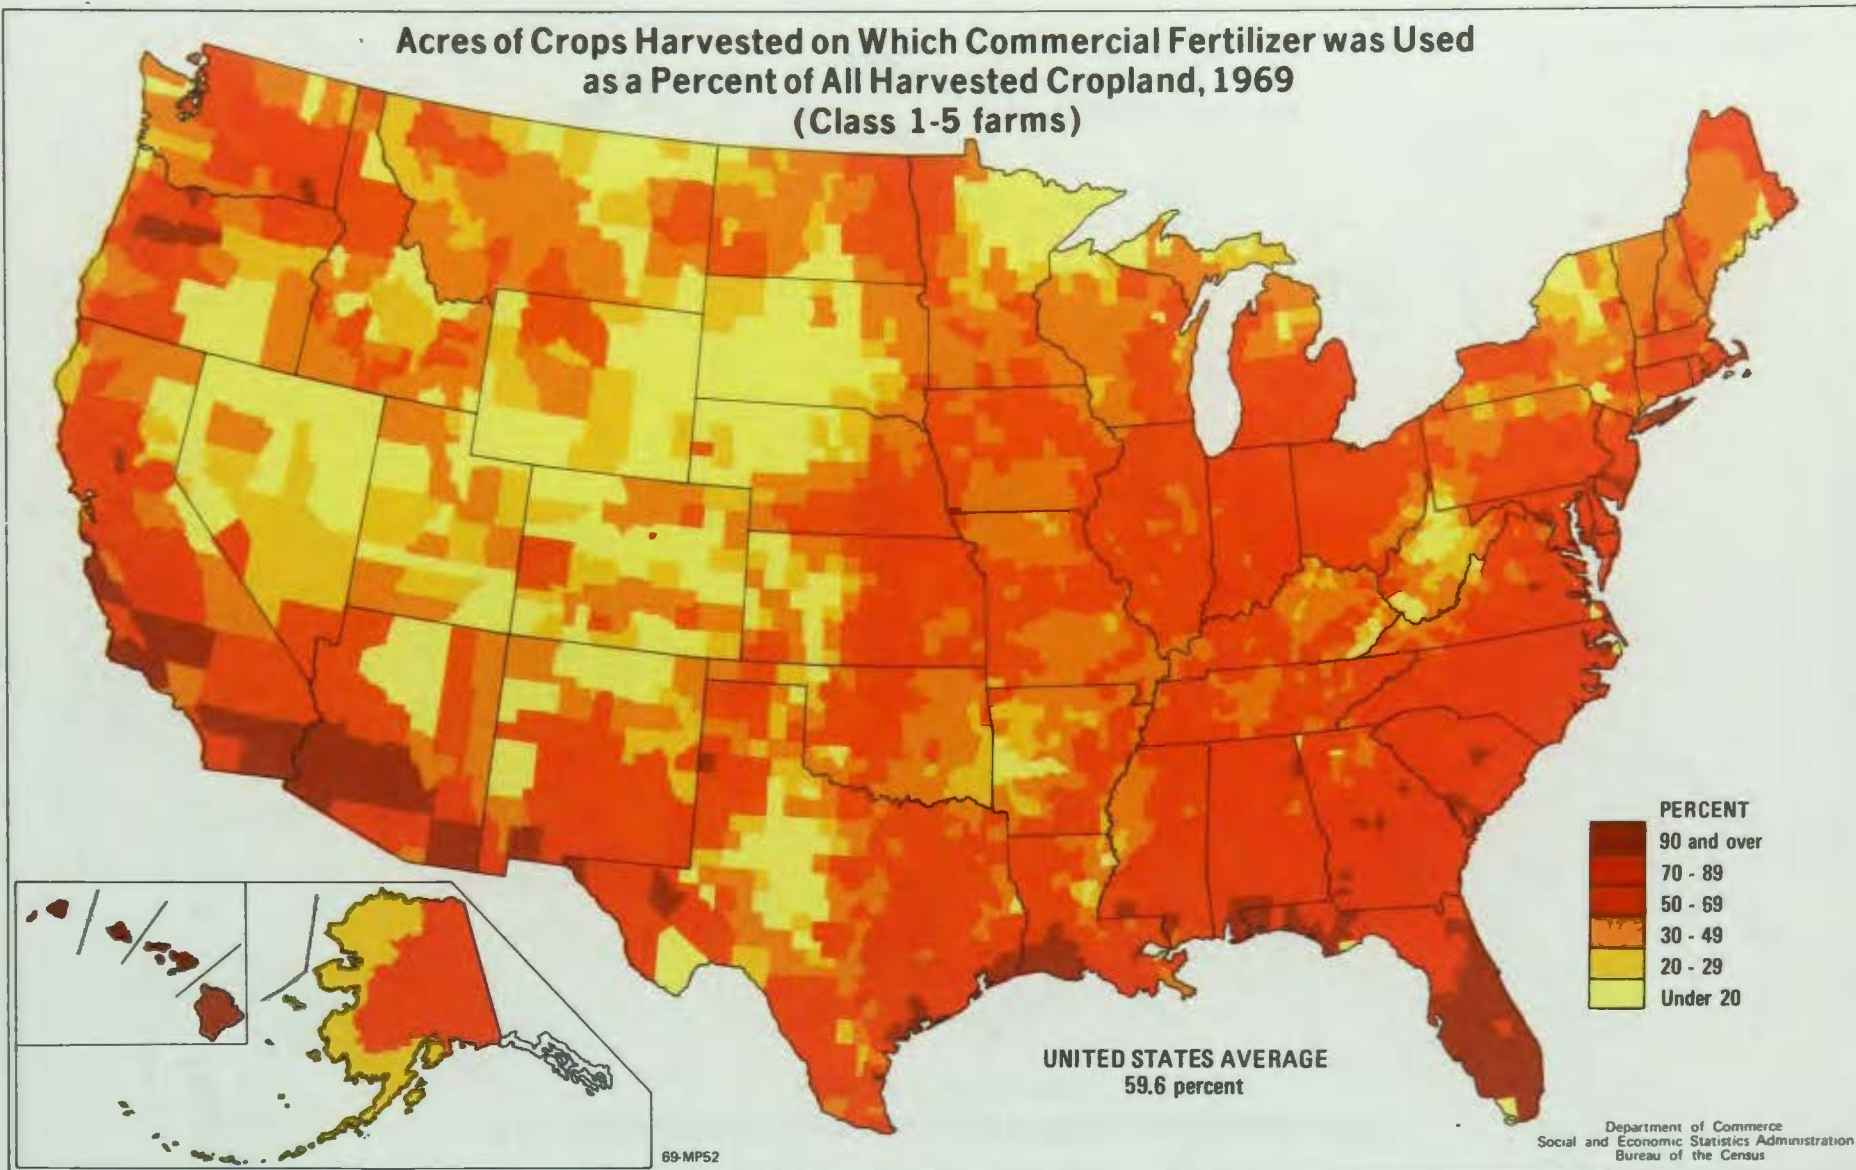 Acres of Crops Harvested on Which Commercial Fertilizer was Used
as a Percent of All Harvested Cropland, 1969
(Class 1-5 farms)
PERCENT
90 and over
70 - 89
50 - 69
30 - 49
20 - 29
Under 20
UNITED STATES AVERAGE
59.6 percent
69-MP52
Department of Commerce
Social and Economic Statistics Administration
Bureau of the Census